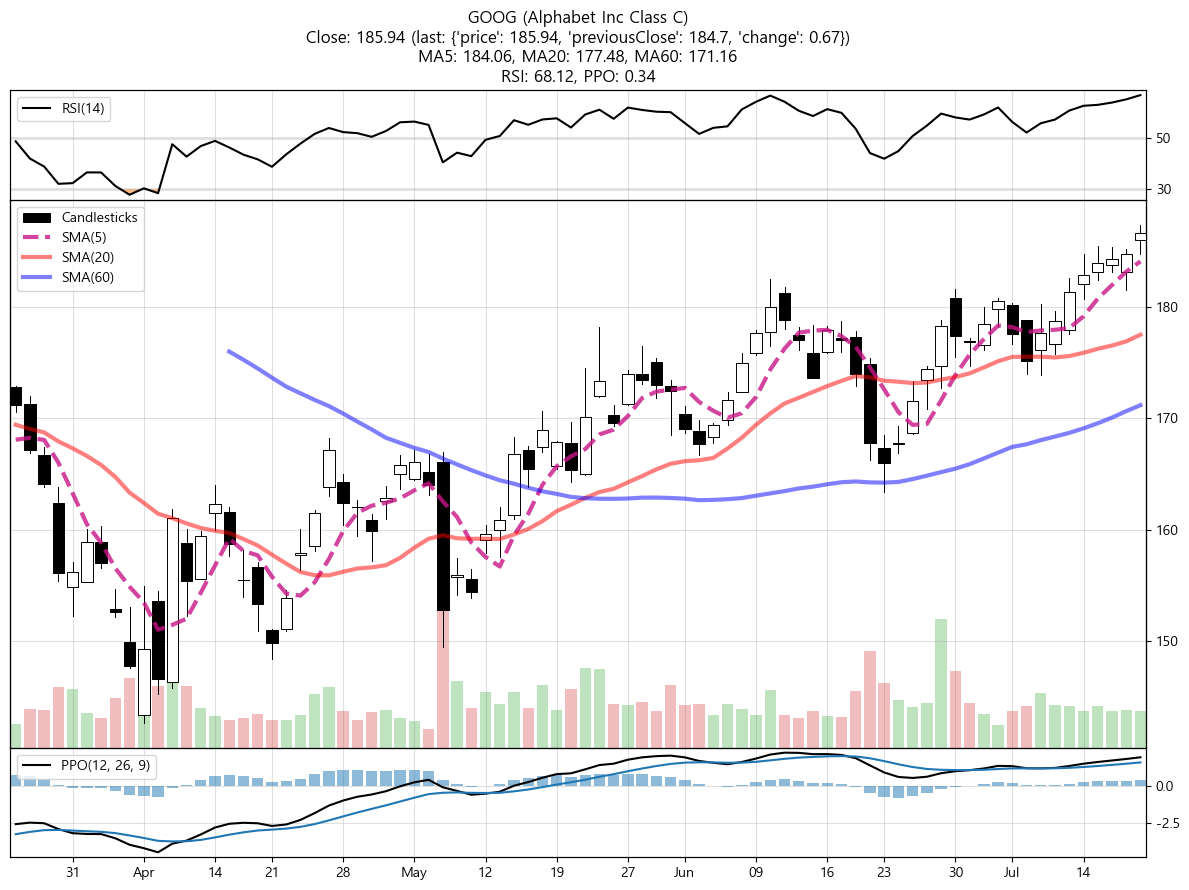 GOOG (Alphabet Inc Class C)
Close: 185.94 (last: {'price': 185.94, 'previousClose': 184.7, 'change': 0.67})
MA5: 184.06, MA20: 177.48, MA60: 171.16
RSI: 68.12, PPO: 0.34
RSI(14)
50
30
Candlesticks
SMA(5)
SMA(20)
SMA(60)
180
170
160
150
PPO(12, 26, 9)
0.0
-2.5
31 Apr 14 21 28 May 12 19 27 Jun 09 16 23 30 Jul 14